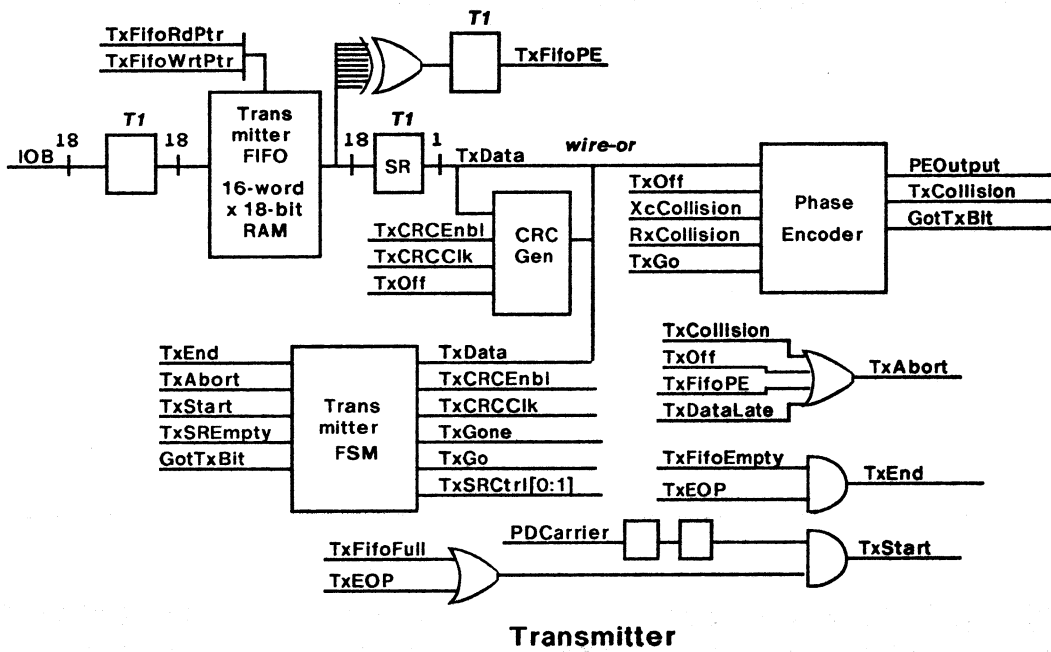 T1
TxFifoRdPtr
TxFifoWrtPtr
TxFifoPE
T1
18
18
IOB
Trans
mitter
FIFO
16-word
x 18-bit
RAM
T1
18
1
SR
TxData
wire-or
TxOff
XcCollision
RxCollision
TxGo
Phase
Encoder
PEOutput
TxCollision
GotTxBit
TxCRCEnbl
TxCRCClk
TxOff
CRC
Gen
TxEnd
TxAbort
TxStart
TxSREmpty
GotTxBit
Trans
mitter
FSM
TxData
TxCRCEnbl
TxCRCClk
TxGone
TxGo
TxSRCtrl[0:1]
TxCollision
TxOff
TxFifoPE
TxDataLate
TxAbort
TxFifoEmpty
TxEOP
TxEnd
PDCarrier
TxFifoFull
TxEOP
TxStart
Transmitter